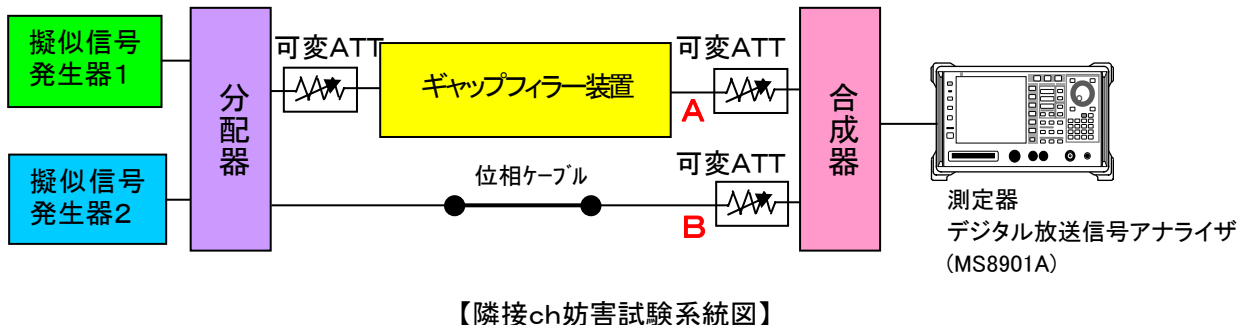 擬似信号
発生器1
擬似信号
発生器2
分配器
可変ATT
ギャップフィラー装置
可変ATT
A
位相ケーブル
可変ATT
B
合成器
測定器
デジタル放送信号アナライザ
(MS8901A)
【隣接ch妨害試験系統図】